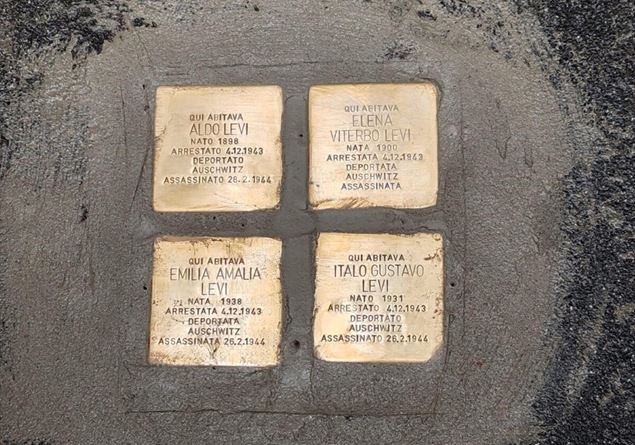 QUI ABITAVA
ALDO LEVI
NATO 1898
ARRESTATO 4.12.1943
DEPORTATO
AUSCHWITZ
ASSASSINATO 26.2.1944
QUI ABITAVA
ELENA
VITERBO LEVI
NATA 1900
ARRESTATA 4.12.1943
DEPORTATA
AUSCHWITZ
ASSASSINATA
QUI ABITAVA
EMILIA AMALIA
LEVI
NATA 1938
ARRESTATA 4.12.1943
DEPORTATA
AUSCHWITZ
ASSASSINATA 26.2.1944
QUI ABITAVA
ITALO GUSTAVO
LEVI
NATO 1931
ARRESTATO 4.12.1943
DEPORTATO
AUSCHWITZ
ASSASSINATO 26.2.1944